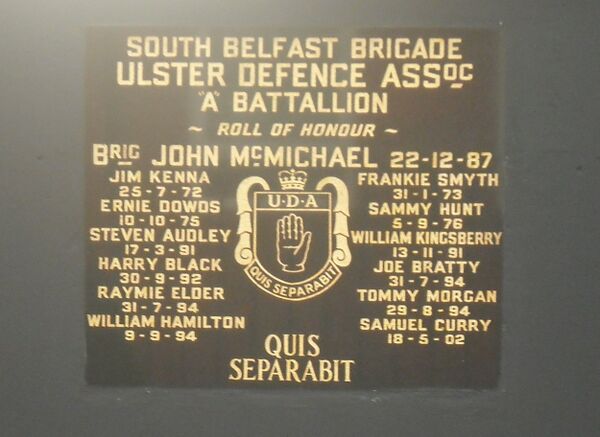 SOUTH BELFAST BRIGADE
ULSTER DEFENCE ASSOC
"A" BATTALLION
~ ROLL OF HONOUR ~
BRIG JOHN McMICHAEL 22-12-87
JIM KENNA
25-7-72
ERNIE DOWDS
10-10-75
STEVEN AUDLEY
17-3-91
HARRY BLACK
30-9-92
RAYMIE ELDER
31-7-94
WILLIAM HAMILTON
9-9-94
U·D·A
QUIS SEPARABIT
FRANKIE SMYTH
31-1-73
SAMMY HUNT
5-9-76
WILLIAM KINGSBERRY
13-11-91
JOE BRATTY
31-7-94
TOMMY MORGAN
29-8-94
SAMUEL CURRY
18-5-02
QUIS
SEPARABIT